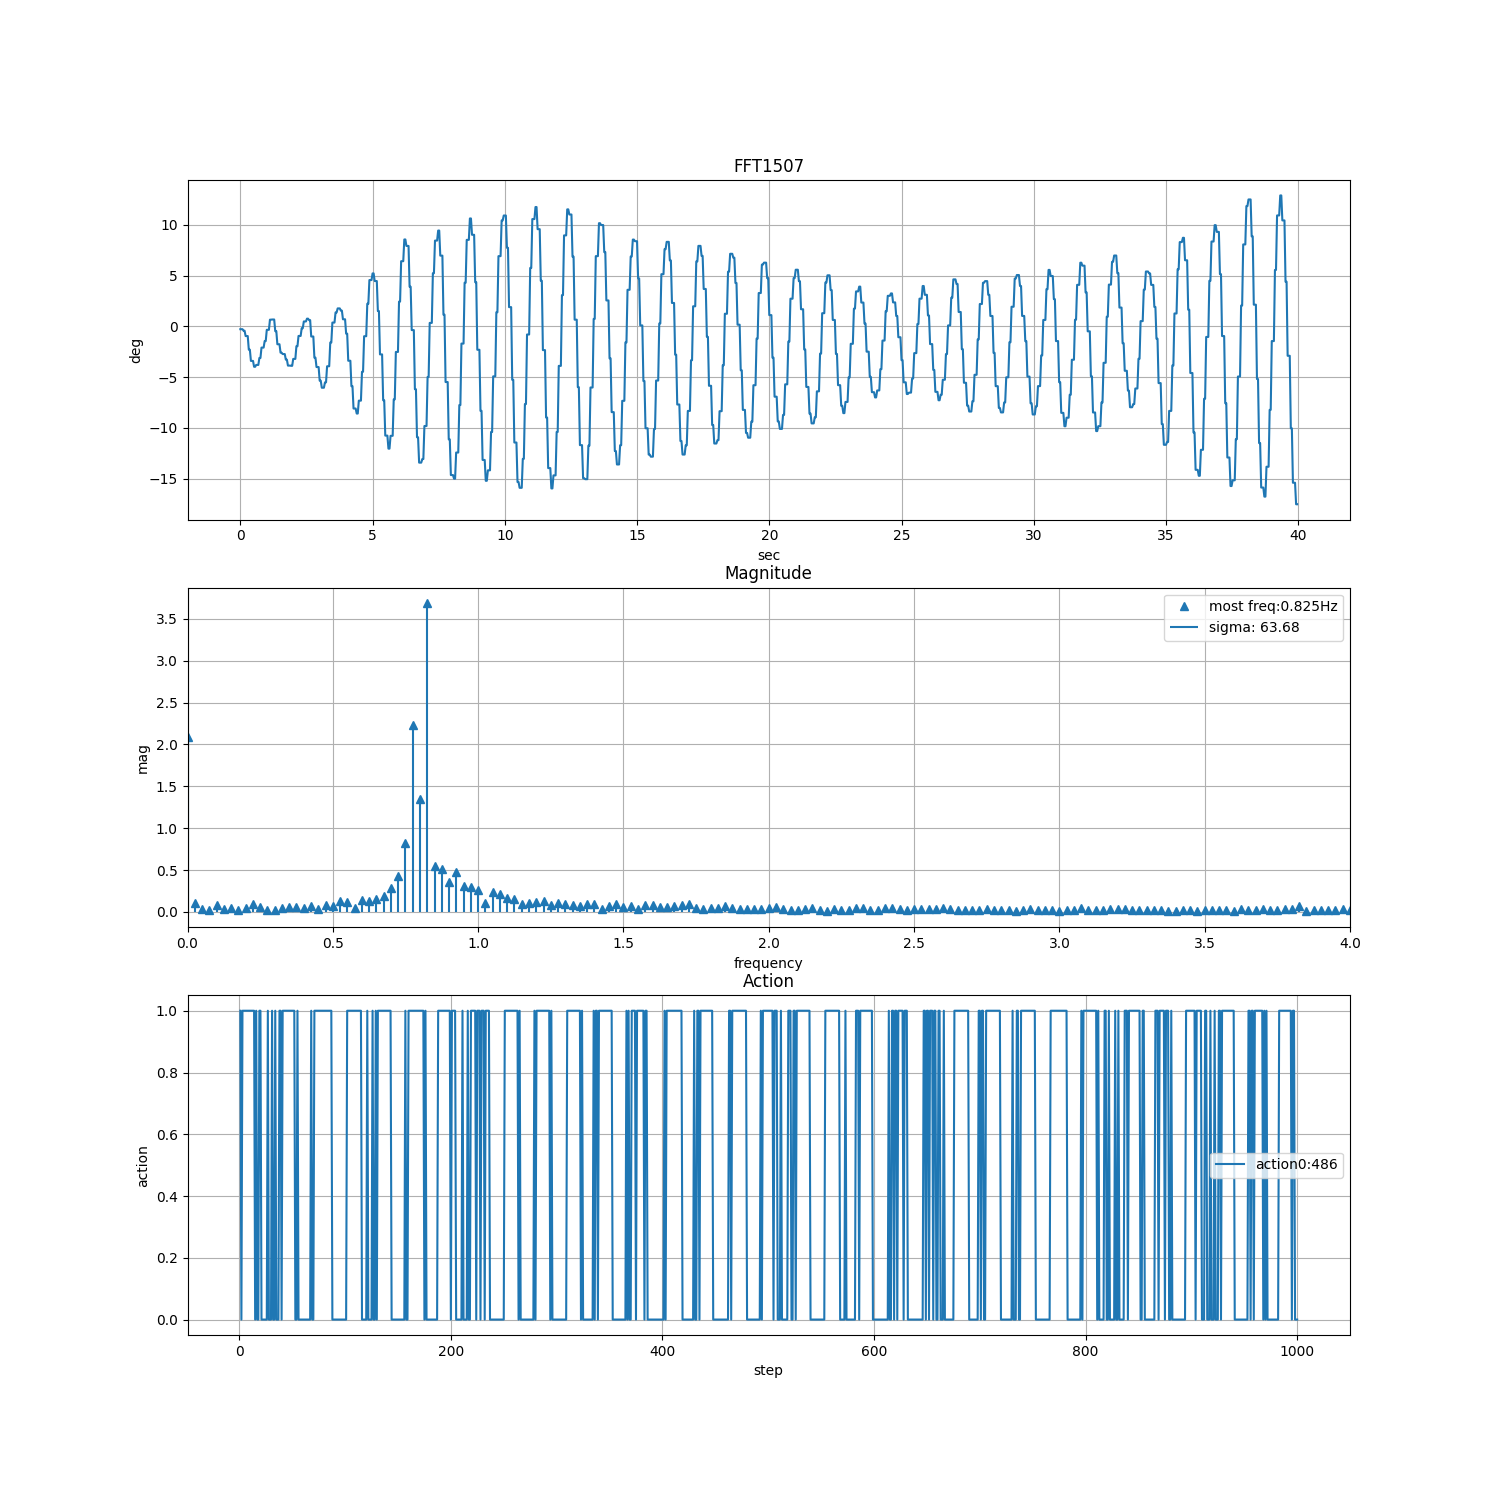 FFT1507
10
5
0
−5
−10
−15
deg
0 5 10 15 20 25 30 35 40
sec
Magnitude
3.5
3.0
2.5
2.0
1.5
1.0
0.5
0.0
mag
most freq:0.825Hz
sigma: 63.68
0.0 0.5 1.0 1.5 2.0 2.5 3.0 3.5 4.0
frequency
Action
1.0
0.8
0.6
0.4
0.2
0.0
action
action0:486
0 200 400 600 800 1000
step